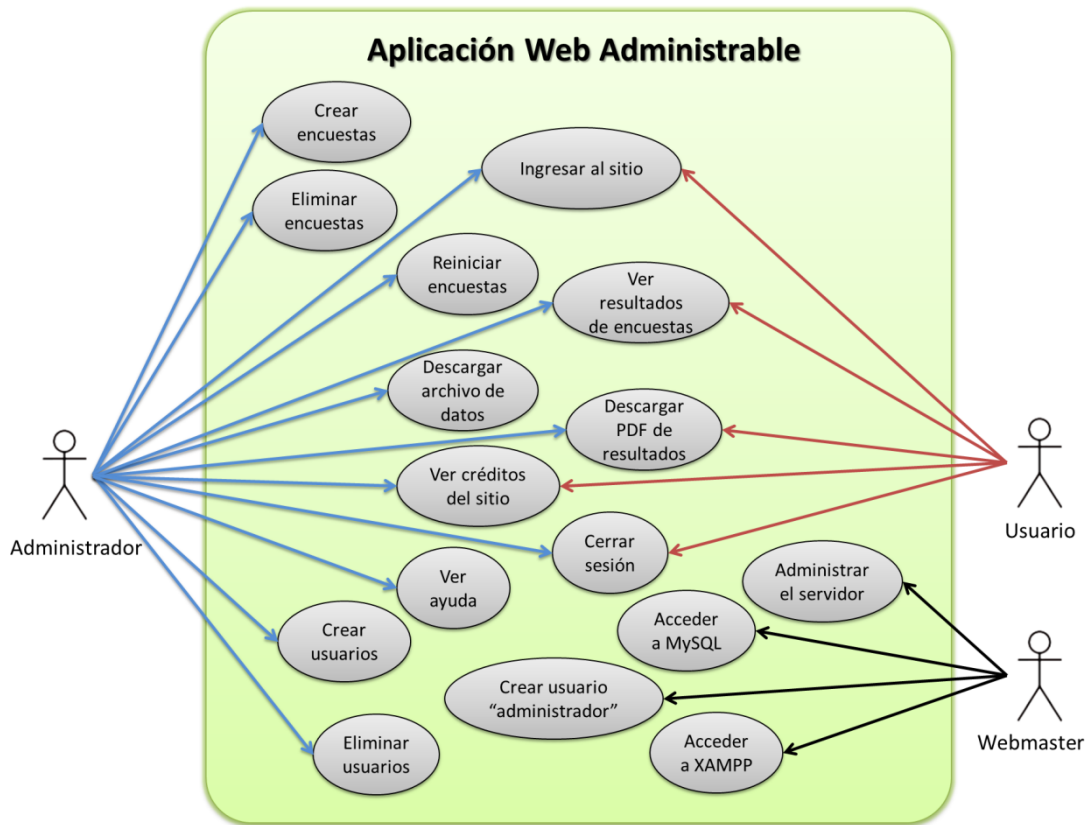 Aplicación Web Administrable
Crear
encuestas
Ingresar al sitio
Eliminar
encuestas
Reiniciar
encuestas
Ver
resultados
de encuestas
Descargar
archivo de
datos
Descargar
PDF de
resultados
Ver créditos
del sitio
Administrador
Usuario
Cerrar
sesión
Ver
ayuda
Administrar
el servidor
Crear
usuarios
Acceder
a MySQL
Crear usuario
“administrador”
Eliminar
usuarios
Acceder
a XAMPP
Webmaster